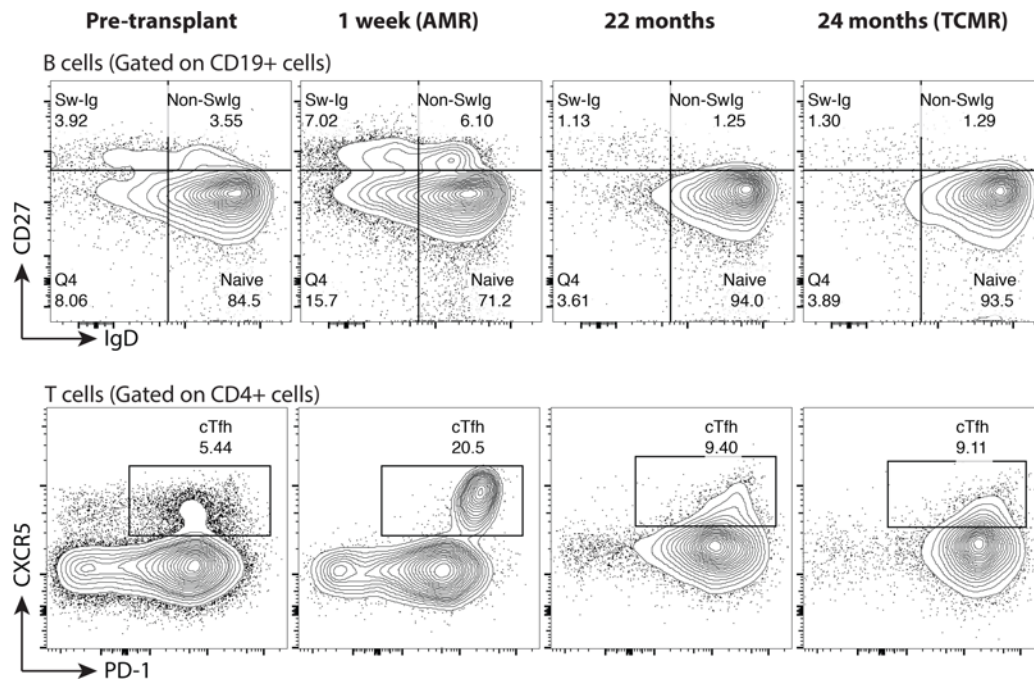 Pre-transplant 1 week (AMR) 22 months 24 months (TCMR)
B cells (Gated on CD19+ cells)
Sw-Ig Non-SwIg Sw-Ig Non-SwIg Sw-Ig Non-SwIg Sw-Ig Non-SwIg
3.92 3.55 7.02 6.10 1.13 1.25 1.30 1.29
CD27
Q4 Naive Q4 Naive Q4 Naive Q4 Naive
8.06 84.5 15.7 71.2 3.61 94.0 3.89 93.5
IgD
T cells (Gated on CD4+ cells)
cTfh cTfh cTfh cTfh
5.44 20.5 9.40 9.11
CXCR5
PD-1